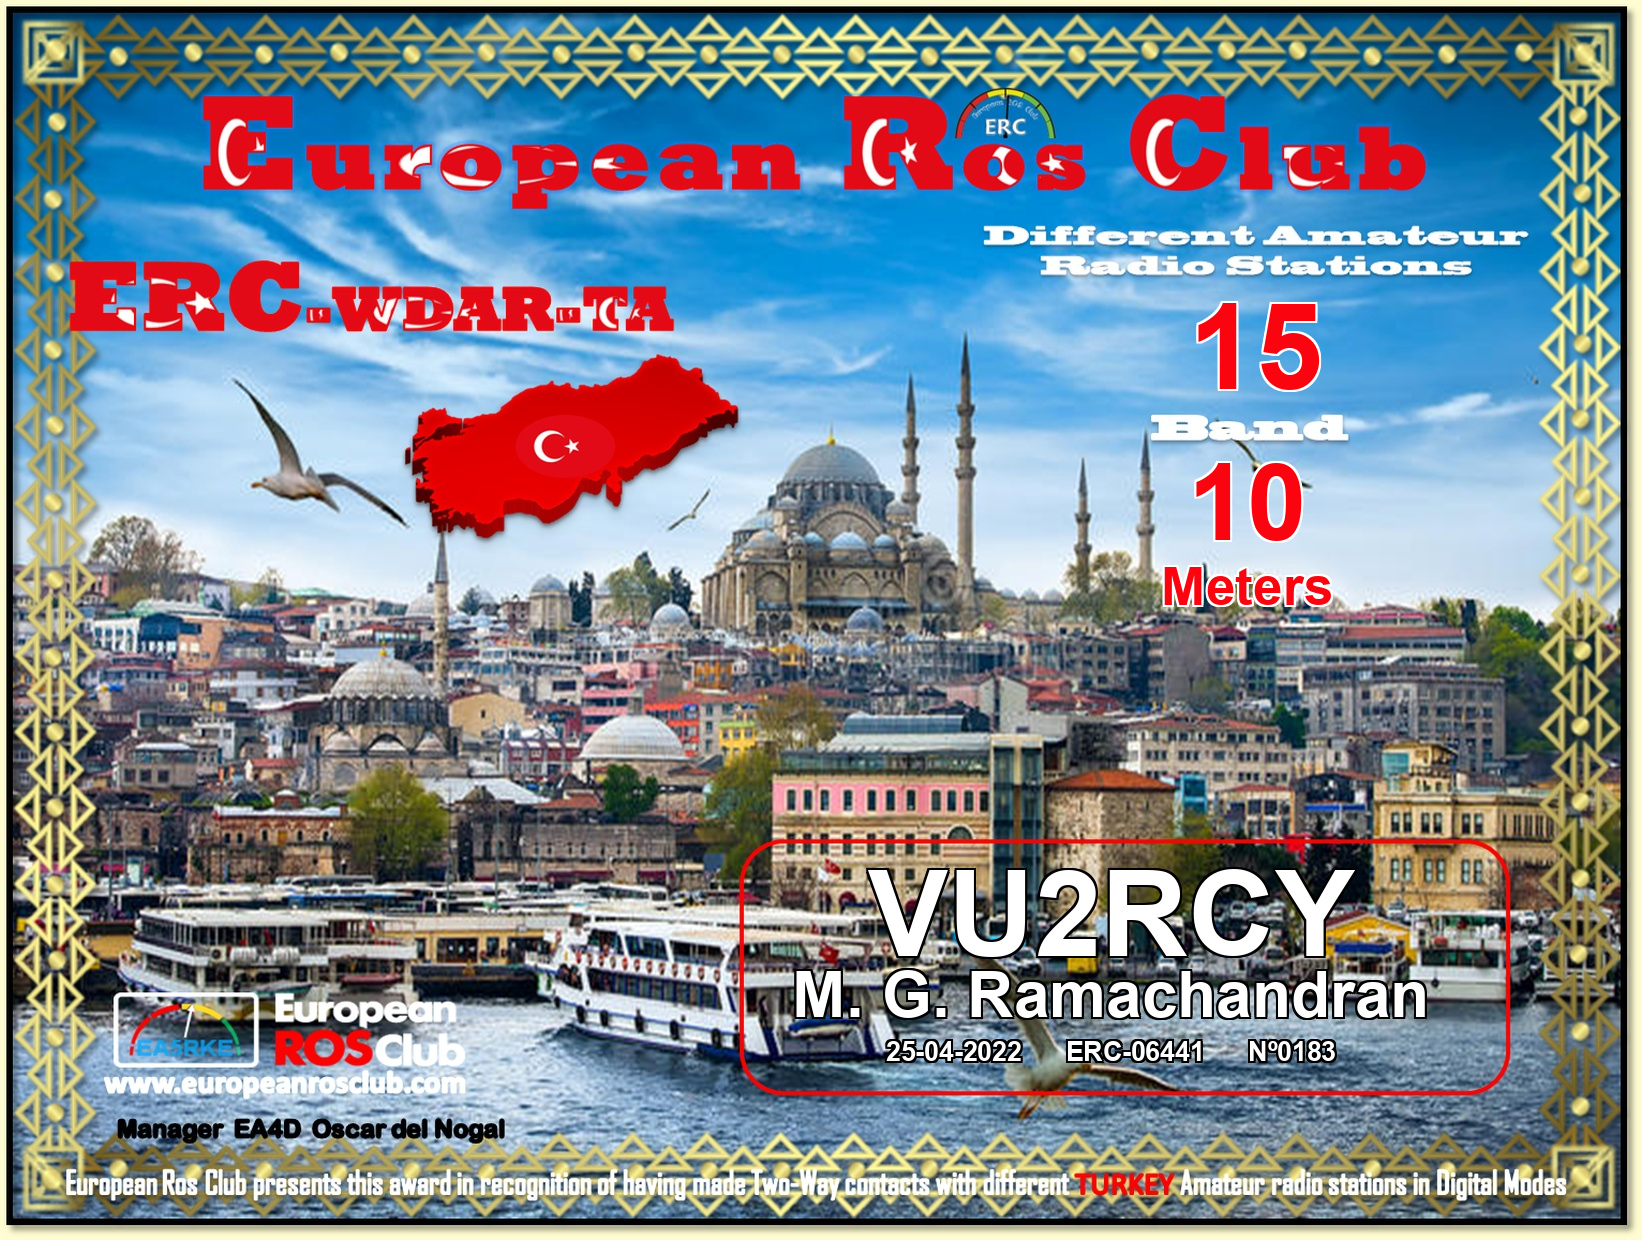 European Ros Club
ERC
Different Amateur
Radio Stations
ERC-WDAR-TA
15
Band
10
Meters
VU2RCY
M. G. Ramachandran
25-04-2022 ERC-06441 Nº0183
EA5RKE
European
ROSClub
www.europeanrosclub.com
Manager EA4D Oscar del Nogal
European Ros Club presents this award in recognition of having made Two-Way contacts with different TURKEY Amateur radio stations in Digital Modes